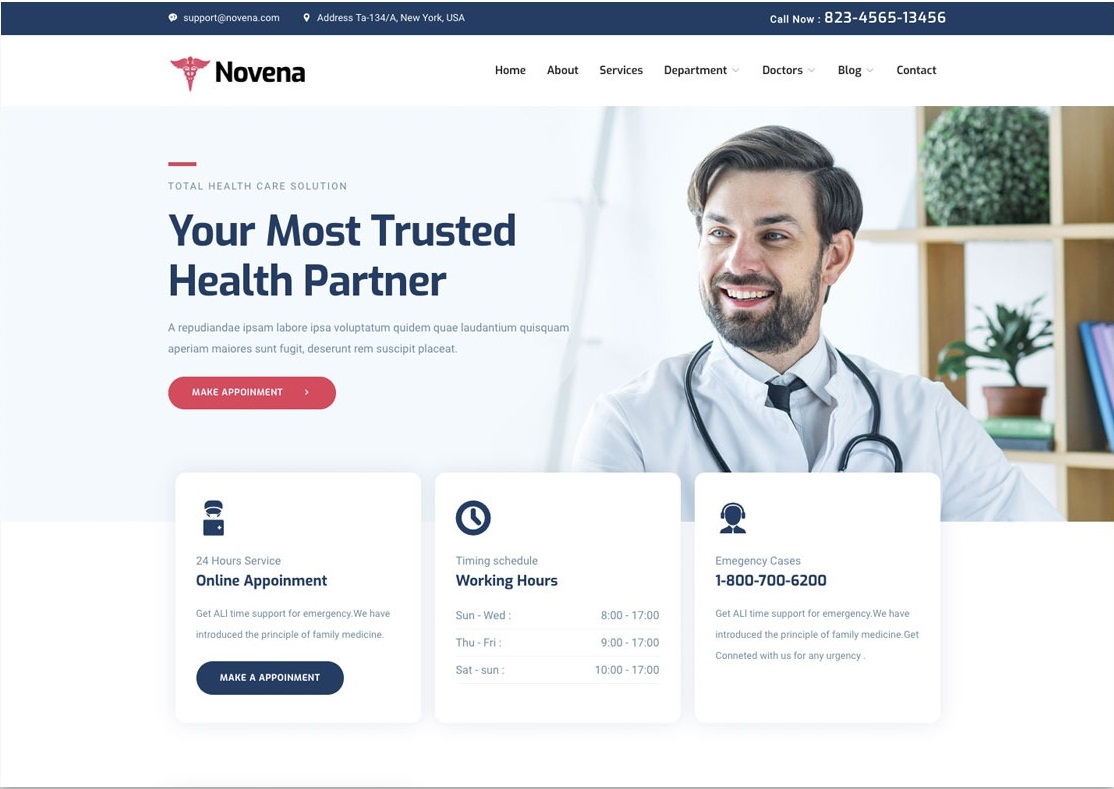 support@novena.com Address Ta-134/A, New York, USA Call Now : 823-4565-13456
Novena Home About Services Department Doctors Blog Contact
TOTAL HEALTH CARE SOLUTION
Your Most Trusted
Health Partner
A repudiandae ipsam labore ipsa voluptatum quidem quae laudantium quisquam
aperiam maiores sunt fugit, deserunt rem suscipit placeat.
MAKE APPOINMENT
24 Hours Service
Online Appoinment
Get ALl time support for emergency.We have
introduced the principle of family medicine.
MAKE A APPOINMENT
Timing schedule
Working Hours
Sun - Wed : 8:00 - 17:00
Thu - Fri : 9:00 - 17:00
Sat - sun : 10:00 - 17:00
Emegency Cases
1-800-700-6200
Get ALl time support for emergency.We have
introduced the principle of family medicine.Get
Conneted with us for any urgency .